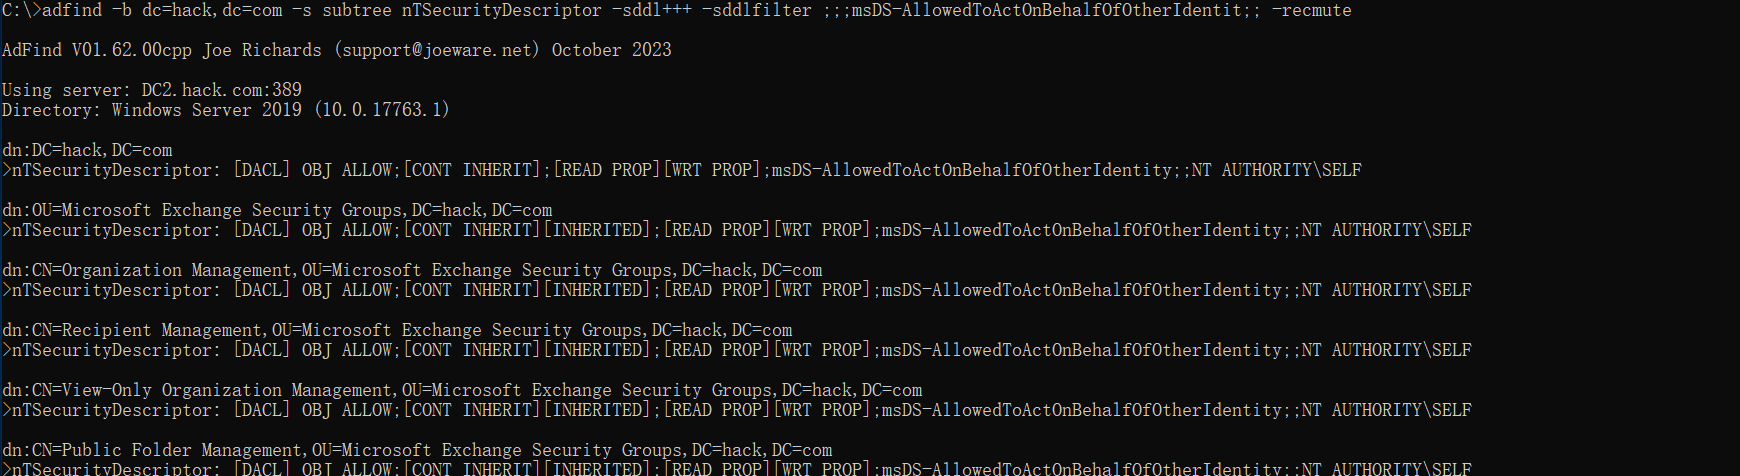 C:\>adfind -b dc=hack,dc=com -s subtree nTSecurityDescriptor -sddl+++ -sddlfilter ;;;msDS-AllowedToActOnBehalfOfOtherIdentit;; -recmute
AdFind V01.62.00cpp Joe Richards (support@joeware.net) October 2023
Using server: DC2.hack.com:389
Directory: Windows Server 2019 (10.0.17763.1)
dn:DC=hack,DC=com
>nTSecurityDescriptor: [DACL] OBJ ALLOW;[CONT INHERIT];[READ PROP][WRT PROP];msDS-AllowedToActOnBehalfOfOtherIdentity;;NT AUTHORITY\SELF
dn:OU=Microsoft Exchange Security Groups,DC=hack,DC=com
>nTSecurityDescriptor: [DACL] OBJ ALLOW;[CONT INHERIT][INHERITED];[READ PROP][WRT PROP];msDS-AllowedToActOnBehalfOfOtherIdentity;;NT AUTHORITY\SELF
dn:CN=Organization Management,OU=Microsoft Exchange Security Groups,DC=hack,DC=com
>nTSecurityDescriptor: [DACL] OBJ ALLOW;[CONT INHERIT][INHERITED];[READ PROP][WRT PROP];msDS-AllowedToActOnBehalfOfOtherIdentity;;NT AUTHORITY\SELF
dn:CN=Recipient Management,OU=Microsoft Exchange Security Groups,DC=hack,DC=com
>nTSecurityDescriptor: [DACL] OBJ ALLOW;[CONT INHERIT][INHERITED];[READ PROP][WRT PROP];msDS-AllowedToActOnBehalfOfOtherIdentity;;NT AUTHORITY\SELF
dn:CN=View-Only Organization Management,OU=Microsoft Exchange Security Groups,DC=hack,DC=com
>nTSecurityDescriptor: [DACL] OBJ ALLOW;[CONT INHERIT][INHERITED];[READ PROP][WRT PROP];msDS-AllowedToActOnBehalfOfOtherIdentity;;NT AUTHORITY\SELF
dn:CN=Public Folder Management,OU=Microsoft Exchange Security Groups,DC=hack,DC=com
>nTSecurityDescriptor: [DACL] OBJ ALLOW;[CONT INHERIT][INHERITED];[READ PROP][WRT PROP];msDS-AllowedToActOnBehalfOfOtherIdentity;;NT AUTHORITY\SELF